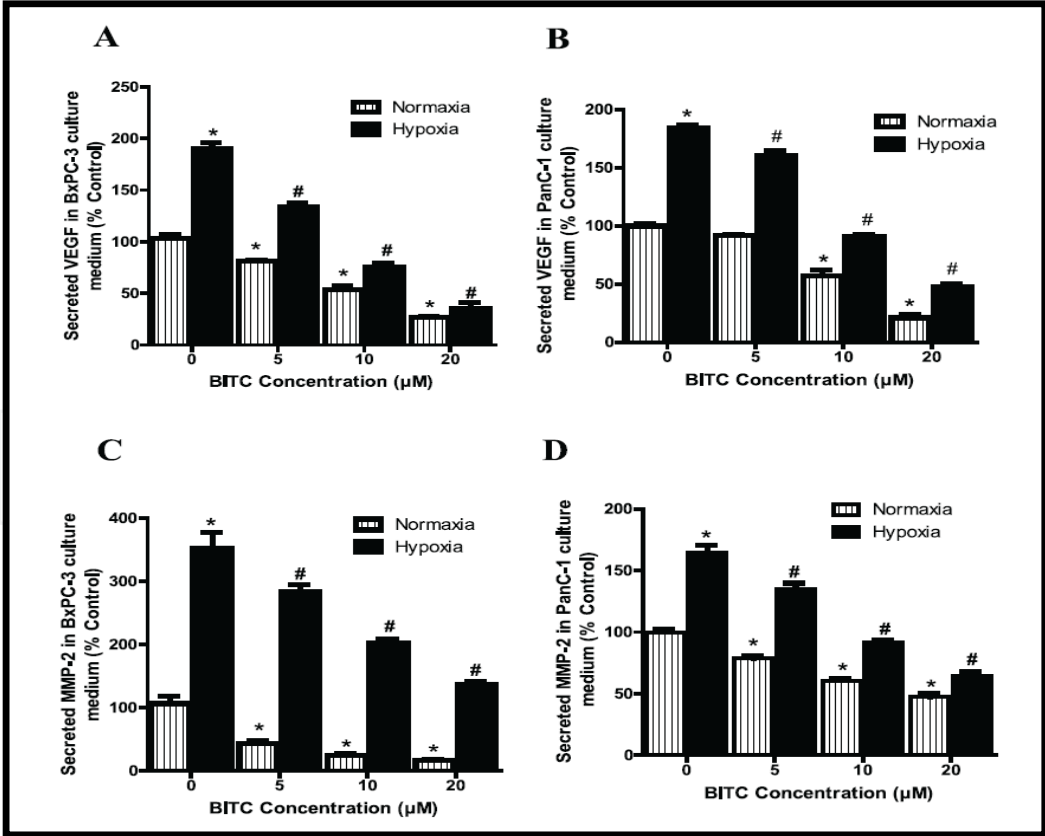 A
Secreted VEGF in BxPC-3 culture
medium (% Control)
250
200
150
100
50
0
Normaxia
Hypoxia
*
*
#
*
#
*
#
0 5 10 20
BITC Concentration (µM)
B
Secreted VEGF in PanC-1 culture
medium (% Control)
200
150
100
50
0
Normaxia
Hypoxia
*
#
*
#
*
#
0 5 10 20
BITC Concentration (µM)
C
Secreted MMP-2 in BxPC-3 culture
medium (% Control)
400
300
200
100
0
Normaxia
Hypoxia
*
*
#
*
#
*
#
0 5 10 20
BITC Concentration (µM)
D
Secreted MMP-2 in PanC-1 culture
medium (% Control)
200
150
100
50
0
Normaxia
Hypoxia
*
*
#
*
#
*
#
0 5 10 20
BITC Concentration (µM)